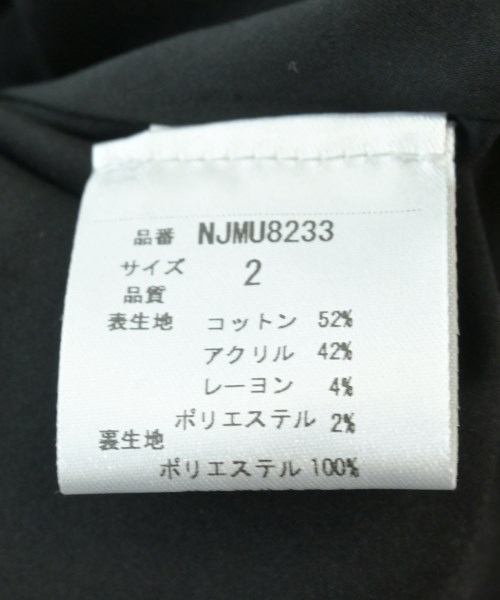 品番 NJMU8233
サイズ 2
品質
表生地 コットン 52%
アクリル 42%
レーヨン 4%
ポリエステル 2%
裏生地
ポリエステル 100%